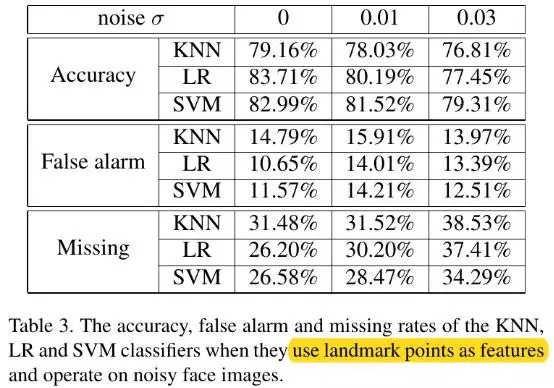 noise σ 0 0.01 0.03
Accuracy KNN 79.16% 78.03% 76.81%
LR 83.71% 80.19% 77.45%
SVM 82.99% 81.52% 79.31%
False alarm KNN 14.79% 15.91% 13.97%
LR 10.65% 14.01% 13.39%
SVM 11.57% 14.21% 12.51%
Missing KNN 31.48% 31.52% 38.53%
LR 26.20% 30.20% 37.41%
SVM 26.58% 28.47% 34.29%
Table 3. The accuracy, false alarm and missing rates of the KNN,
LR and SVM classifiers when they use landmark points as features
and operate on noisy face images.